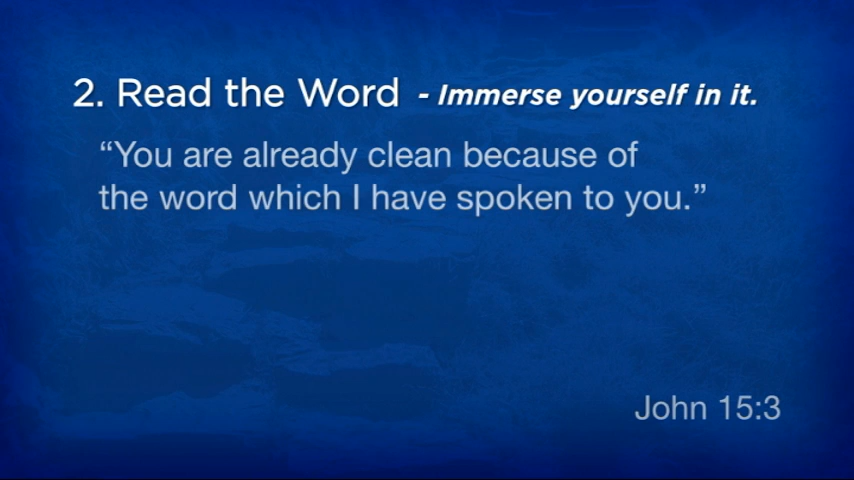 2. Read the Word - Immerse yourself in it.
“You are already clean because of
the word which I have spoken to you.”
John 15:3